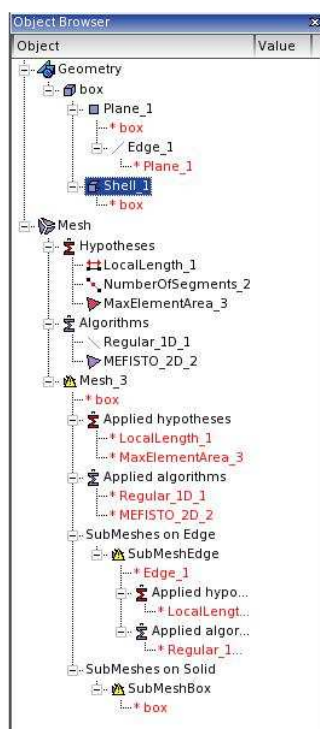 Object Browser
Object Value
Geometry
box
Plane_1
* box
Edge_1
* Plane_1
Shell_1
* box
Mesh
Hypotheses
LocalLength_1
NumberOfSegments_2
MaxElementArea_3
Algorithms
Regular_1D_1
MEFISTO_2D_2
Mesh_3
* box
Applied hypotheses
* LocalLength_1
* MaxElementArea_3
Applied algorithms
* Regular_1D_1
* MEFISTO_2D_2
SubMeshes on Edge
SubMeshEdge
* Edge_1
Applied hypo...
* LocalLengt...
Applied algor...
* Regular_1...
SubMeshes on Solid
SubMeshBox
* box